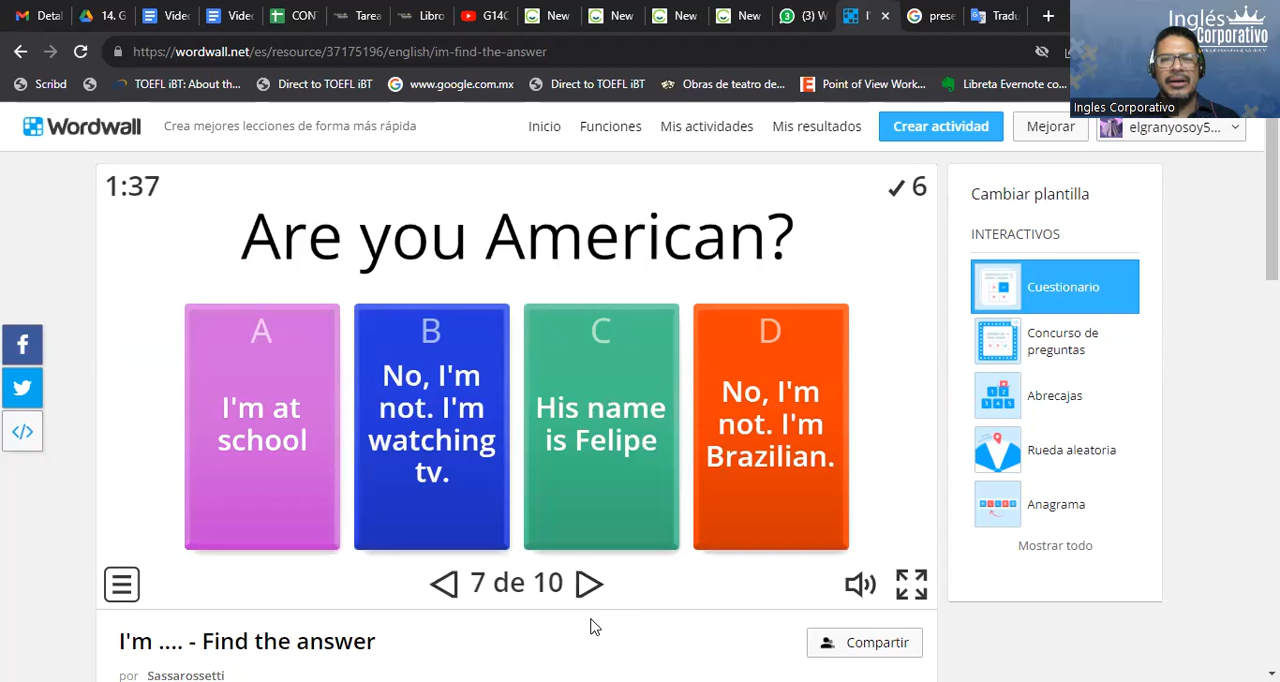 Detal
14. G
Videc
Videc
CON
Tarea
Libro
G14C
New
New
New
New
(3) W
I'
prese
Tradu
https://wordwall.net/es/resource/37175196/english/im-find-the-answer
Scribd
TOEFL iBT: About th...
Direct to TOEFL iBT
www.google.com.mx
Direct to TOEFL iBT
Obras de teatro de...
Point of View Work...
Libreta Evernote co...
Inglés
Corporativo
Ingles Corporativo
Wordwall
Crea mejores lecciones de forma más rápida
Inicio
Funciones
Mis actividades
Mis resultados
Crear actividad
Mejorar
elgranyosoy5...
1:37
6
Are you American?
A
I'm at
school
B
No, I'm
not. I'm
watching
tv.
C
His name
is Felipe
D
No, I'm
not. I'm
Brazilian.
7 de 10
I'm .... - Find the answer
Compartir
por Sassarossetti
Cambiar plantilla
INTERACTIVOS
Cuestionario
Concurso de
preguntas
Abrecajas
Rueda aleatoria
Anagrama
Mostrar todo